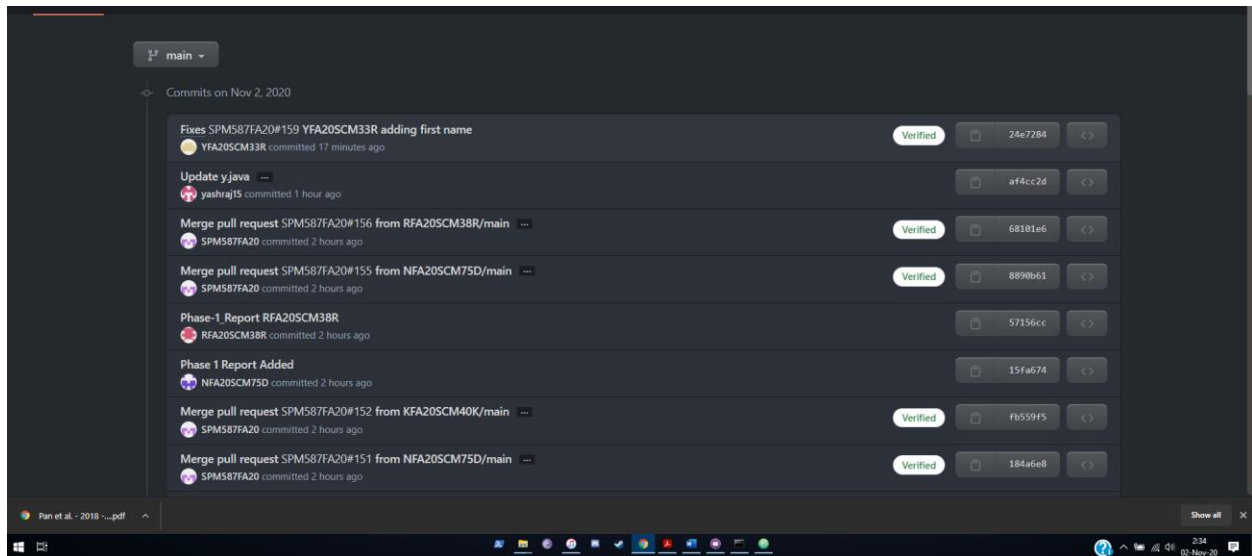 main
Commits on Nov 2, 2020
Fixes SPM587FA20#159 YFA20SCM33R adding first name
YFA20SCM33R committed 17 minutes ago
Verified
24e7284
Update y.java ...
yashraj15 committed 1 hour ago
af4cc2d
Merge pull request SPM587FA20#156 from RFA20SCM38R/main ...
SPM587FA20 committed 2 hours ago
Verified
68101e6
Merge pull request SPM587FA20#155 from NFA20SCM75D/main ...
SPM587FA20 committed 2 hours ago
Verified
8890b61
Phase-1_Report RFA20SCM38R
RFA20SCM38R committed 2 hours ago
57156cc
Phase 1 Report Added
NFA20SCM75D committed 2 hours ago
15fa674
Merge pull request SPM587FA20#152 from KFA20SCM40K/main ...
SPM587FA20 committed 2 hours ago
Verified
fb559f5
Merge pull request SPM587FA20#151 from NFA20SCM75D/main ...
SPM587FA20 committed 2 hours ago
Verified
184a6e8
Pan et al. - 2018 -....pdf
Show all
2:34
02-Nov-20